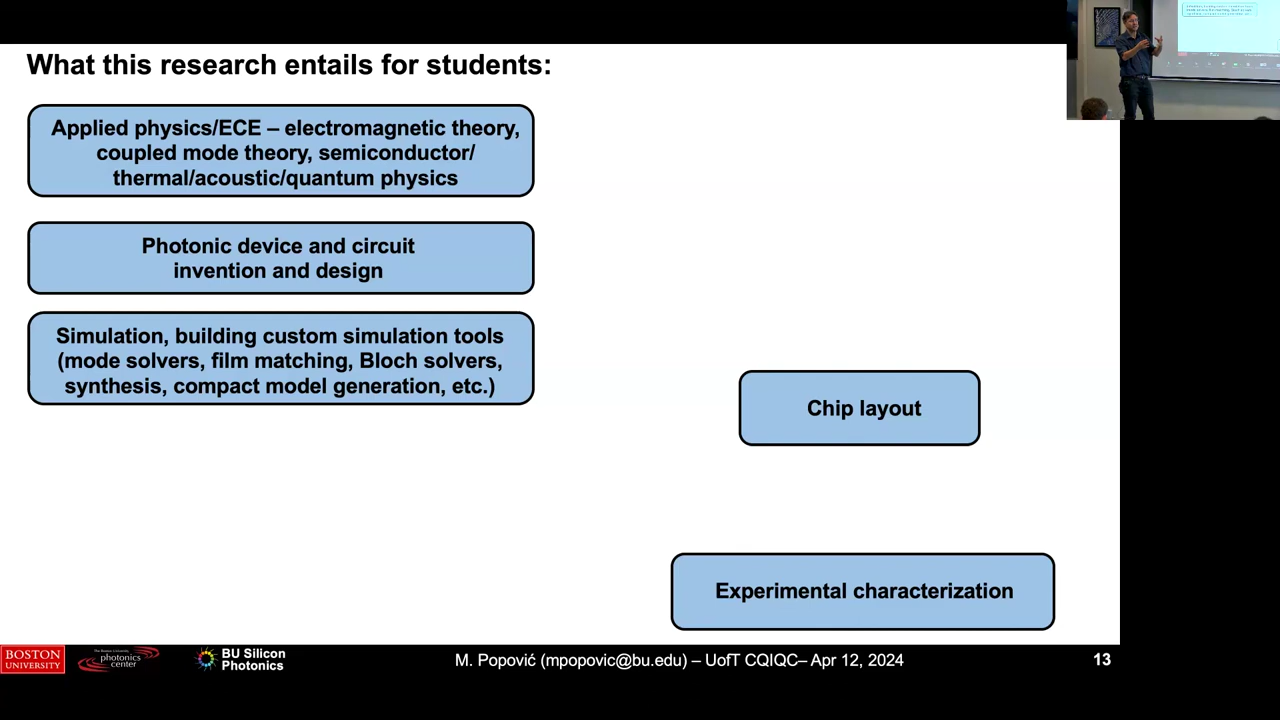 What this research entails for students:
Applied physics/ECE – electromagnetic theory,
coupled mode theory, semiconductor/
thermal/acoustic/quantum physics
Photonic device and circuit
invention and design
Simulation, building custom simulation tools
(mode solvers, film matching, Bloch solvers,
synthesis, compact model generation, etc.)
Chip layout
Experimental characterization
BOSTON
UNIVERSITY
The Boston University
photonics
center
BU Silicon
Photonics
M. Popović (mpopovic@bu.edu) – UofT CQIQC– Apr 12, 2024
13